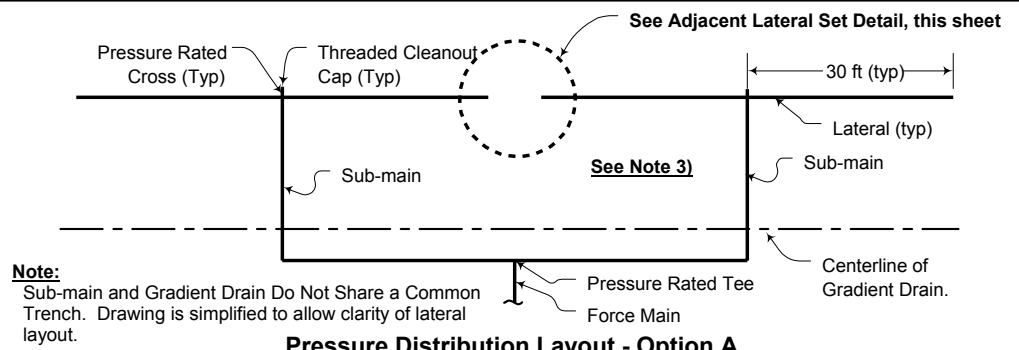 See Adjacent Lateral Set Detail, this sheet
Pressure Rated
Cross (Typ)
Threaded Cleanout
Cap (Typ)
30 ft (typ)
Lateral (typ)
Sub-main
See Note 3)
Sub-main
Note:
Sub-main and Gradient Drain Do Not Share a Common
Trench. Drawing is simplified to allow clarity of lateral
layout.
Pressure Rated Tee
Force Main
Centerline of
Gradient Drain.
Pressure Distribution Layout - Option A